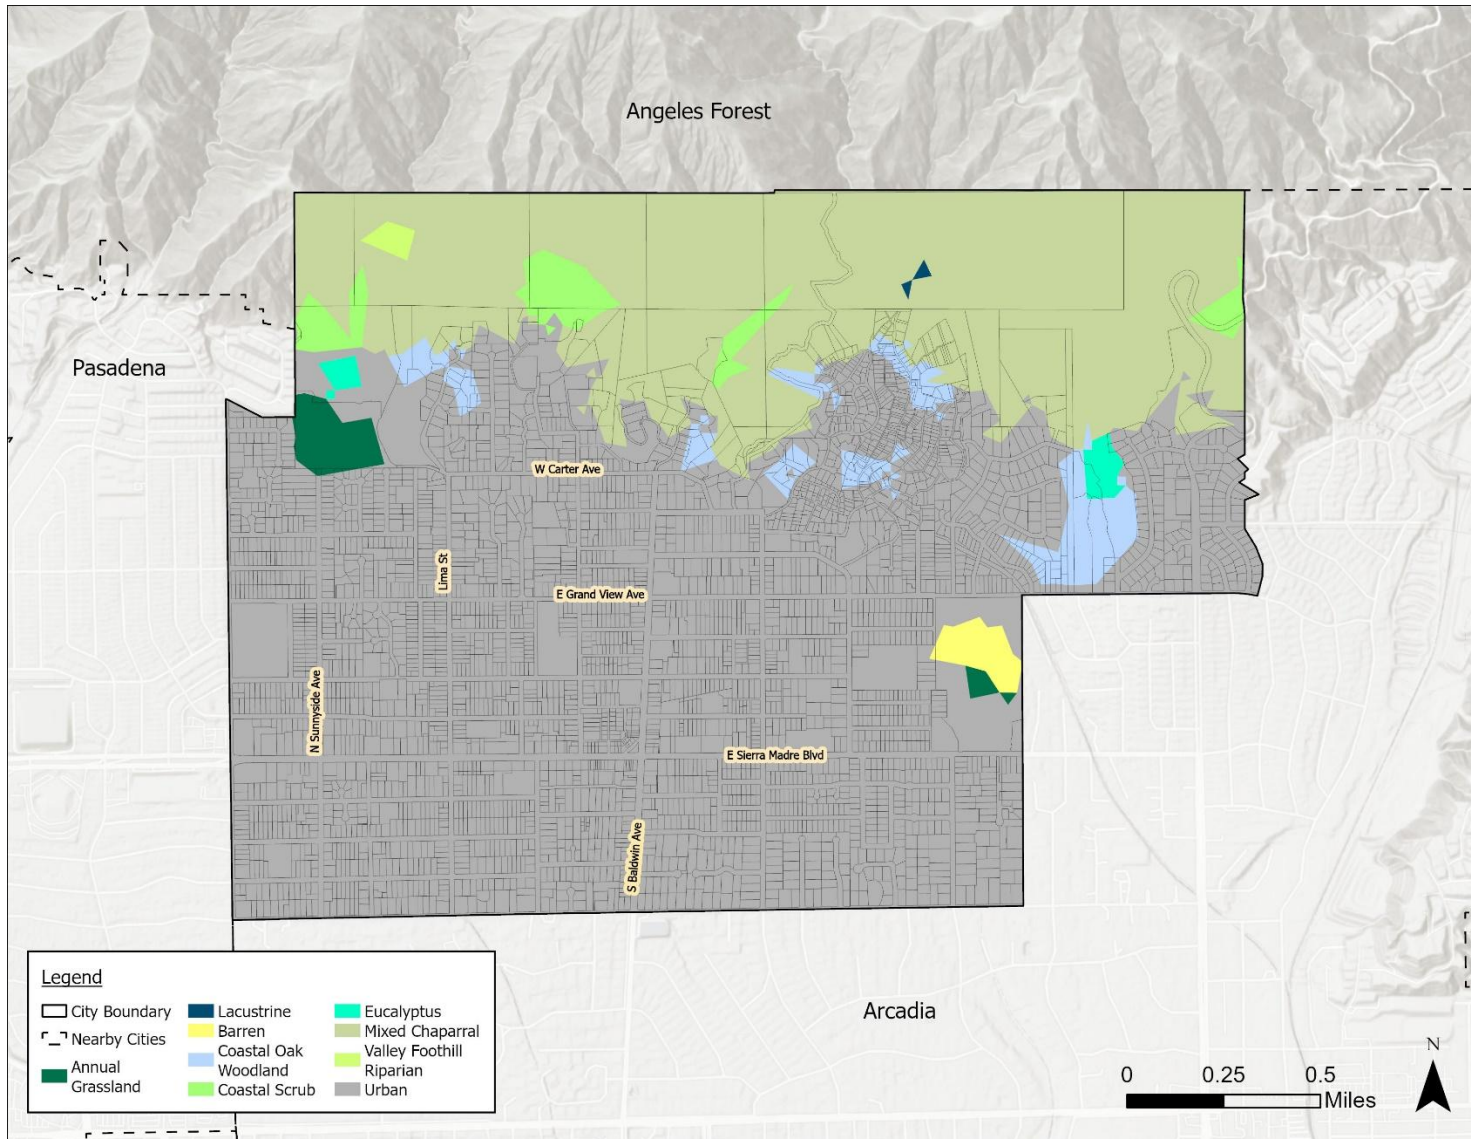 Angeles Forest
Pasadena
W Carter Ave
Lima St
E Grand View Ave
N Sunnyside Ave
E Sierra Madre Blvd
S Baldwin Ave
Arcadia
Legend
City Boundary
Nearby Cities
Annual
Grassland
Lacustrine
Barren
Coastal Oak
Woodland
Coastal Scrub
Eucalyptus
Mixed Chaparral
Valley Foothill
Riparian
Urban
N
0 0.25 0.5
Miles